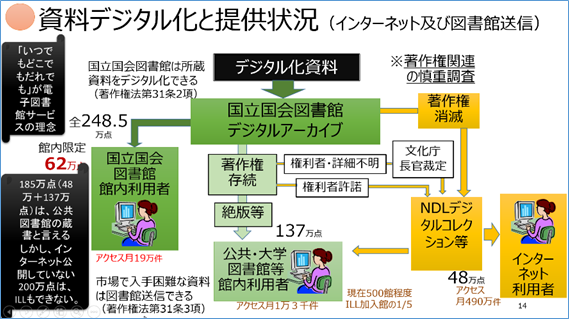 資料デジタル化と提供状況（インターネット及び図書館送信）
「いつで
もどこで
もだれで
も」が電
子図書
館サービ
スの理念
国立国会図書館は所蔵
資料をデジタル化できる
（著作権法第31条2項）
デジタル化資料
※著作権関連
の慎重調査
全248.5
万点
国立国会図書館
デジタルアーカイブ
著作権
消滅
館内限定
62万点
国立国会
図書館
館内利用者
アクセス月19万件
著作権
存続
権利者・詳細不明
文化庁
長官裁定
権利者許諾
絶版等
NDLデジ
タルコレ
クション等
185万点（48
万＋137万
点）は、公共
図書館の蔵
書と言える
しかし、イン
ターネット公
開していない
200万点は、
ILLもできない。
137万点
公共・大学
図書館等
館内利用者
アクセス月1万3千件
市場で入手困難な資料
は図書館送信できる
（著作権法第31条3項）
現在500館程度
ILL加入館の1/5
48万点
アクセス
月490万件
インター
ネット
利用者
14